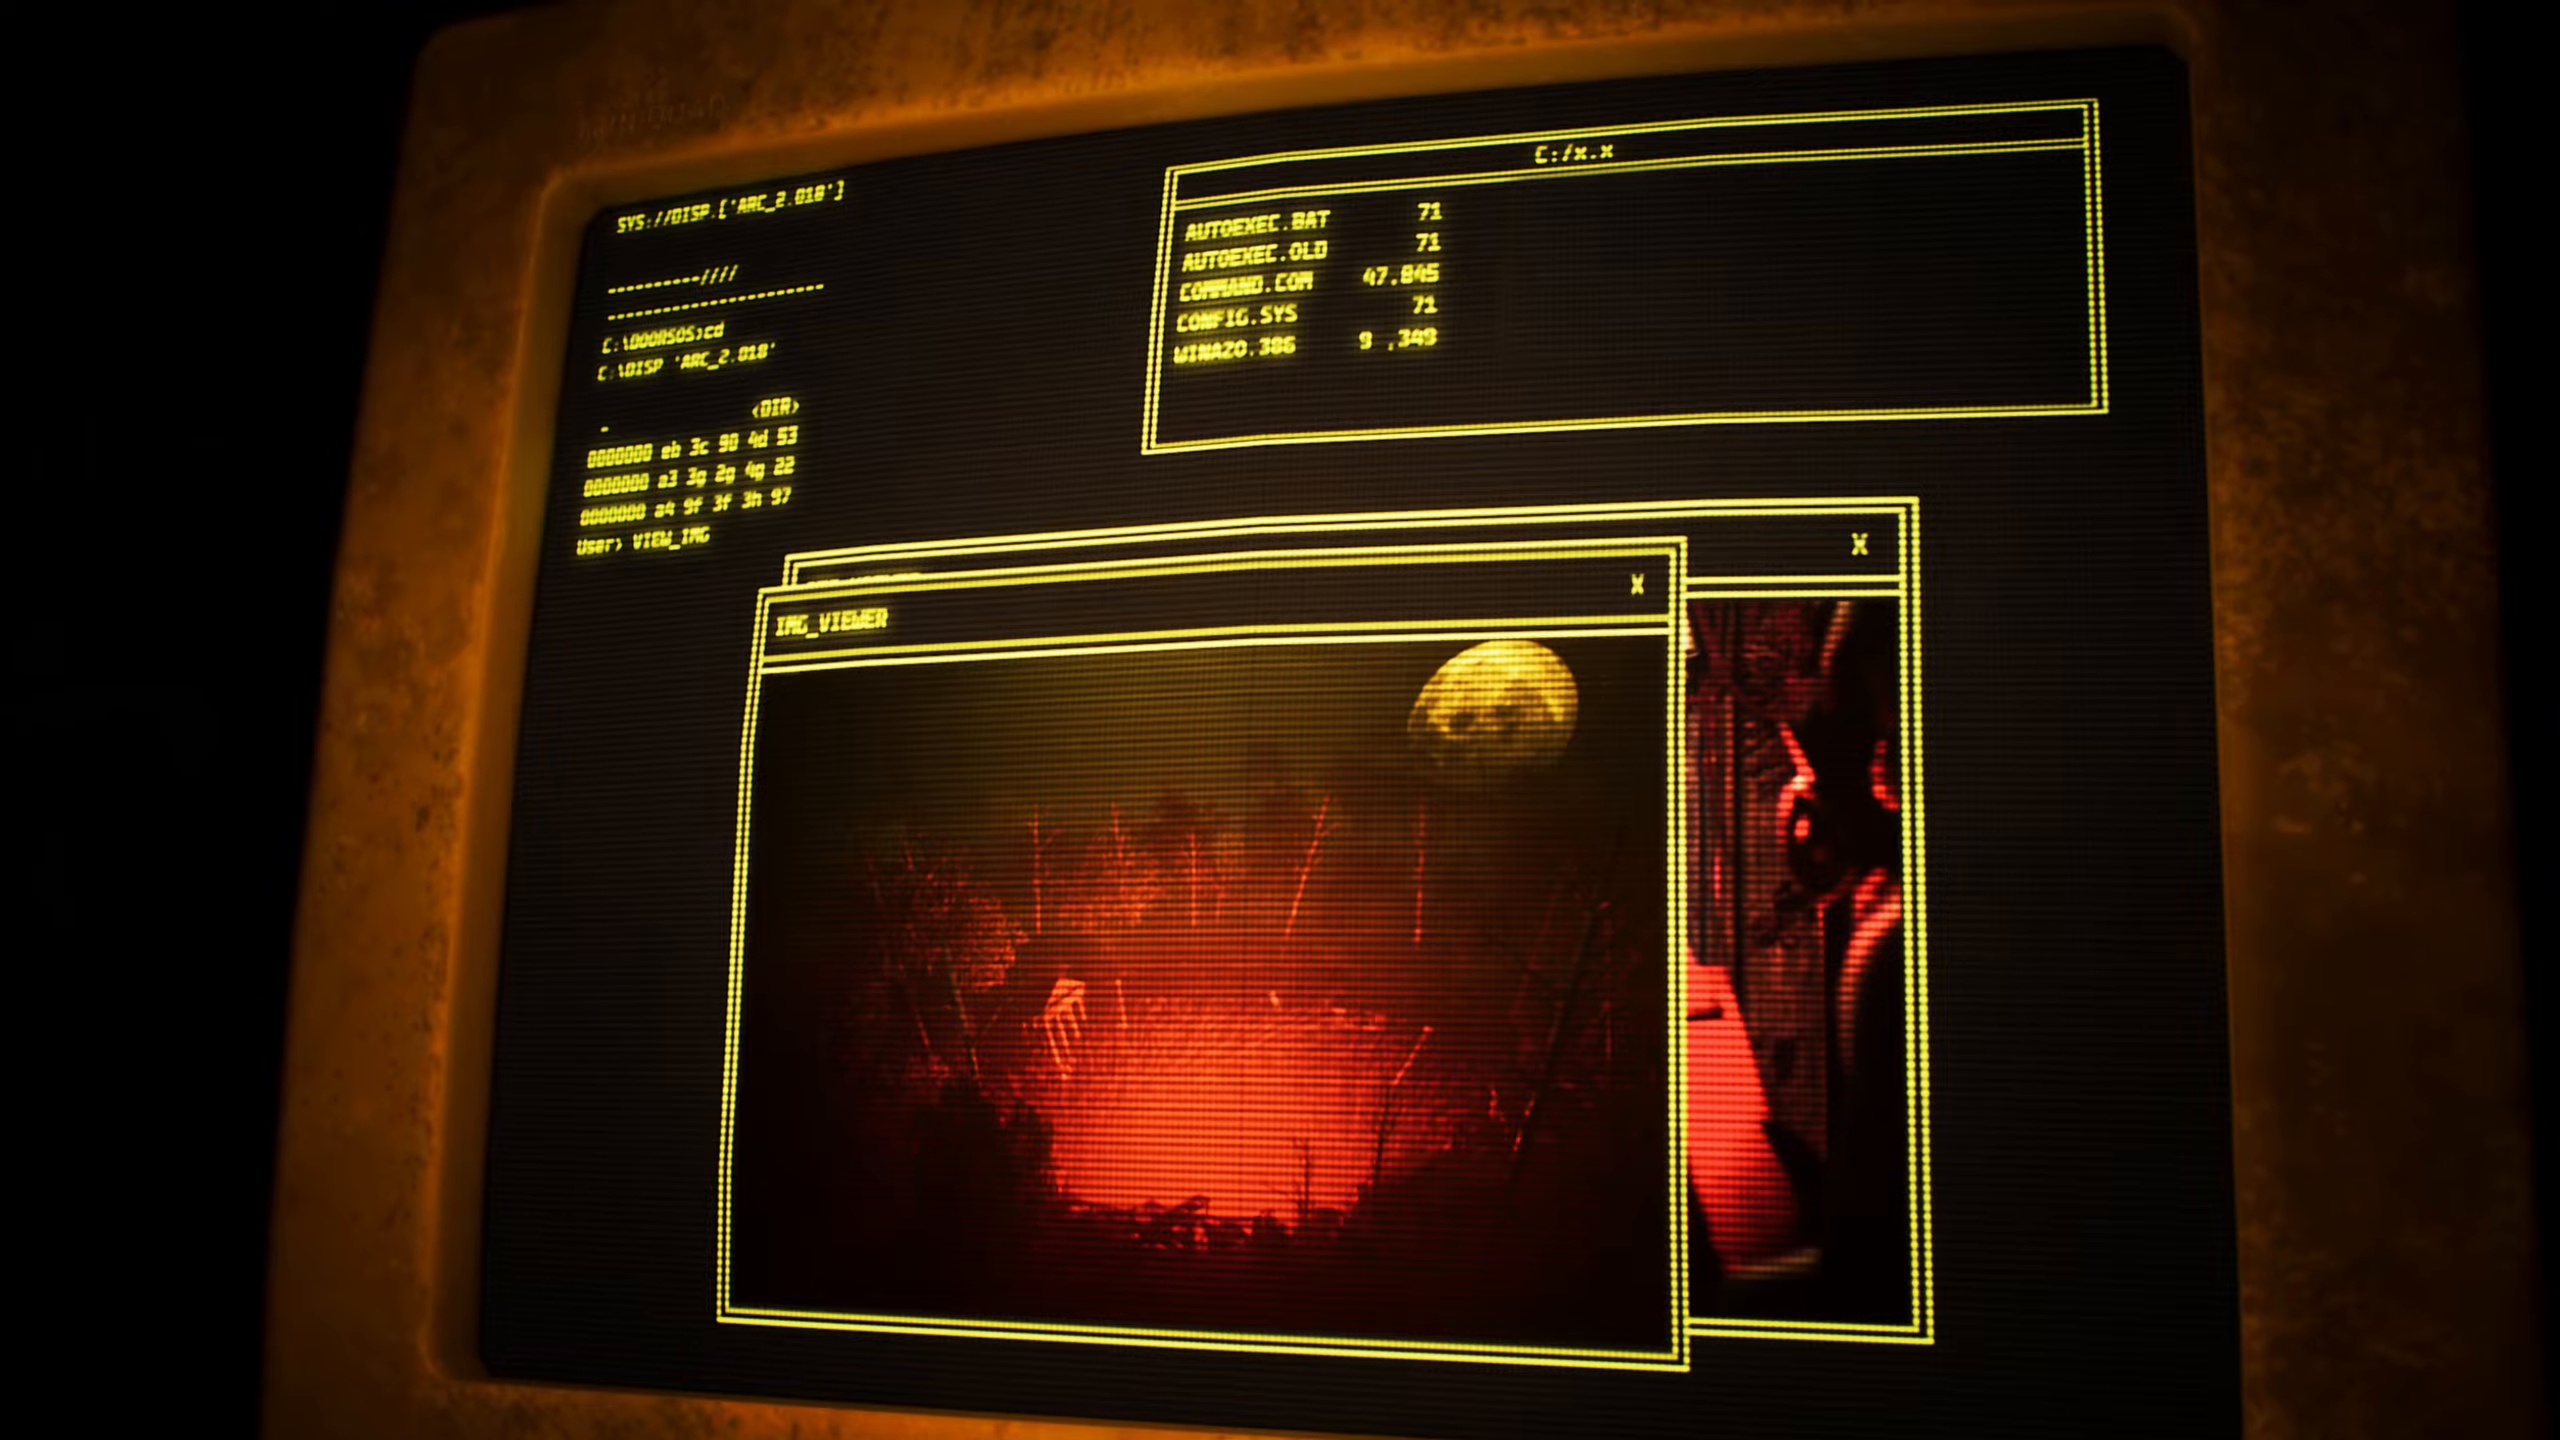 SYS://DISP.['ARC_2.018']
----------////
--------------------
C:\DOORSOS>cd
C:\DISP 'ARC_2.018'
<DIR>
-
0000000 eb 3c 90 4d 53
0000000 a3 3g 2g 4g 22
0000000 a4 9f 3f 3h 97
User> VIEW_IMG
C:/x.x
AUTOEXEC.BAT 71
AUTOEXEC.OLD 71
COMMAND.COM 47.845
CONFIG.SYS 71
WINA20.386 9 .349
X
X
IMG_VIEWER